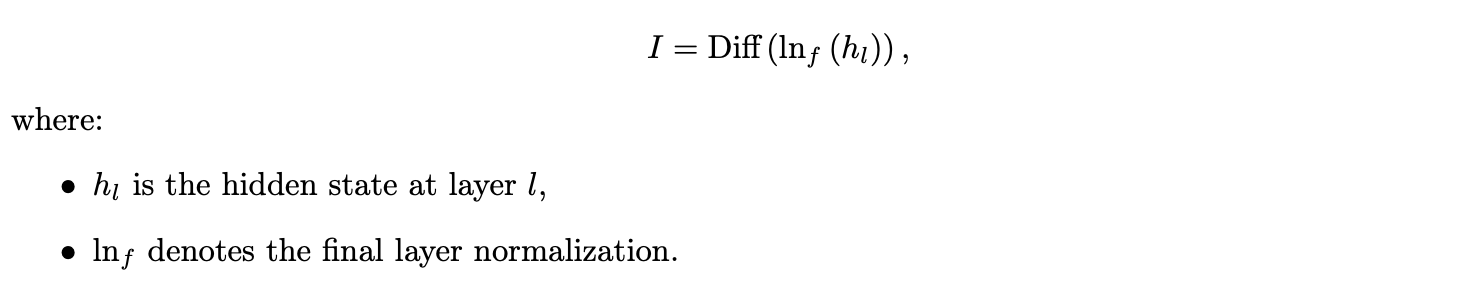 I = Diff (ln_f (h_l)) ,
where:
• h_l is the hidden state at layer l,
• ln_f denotes the final layer normalization.